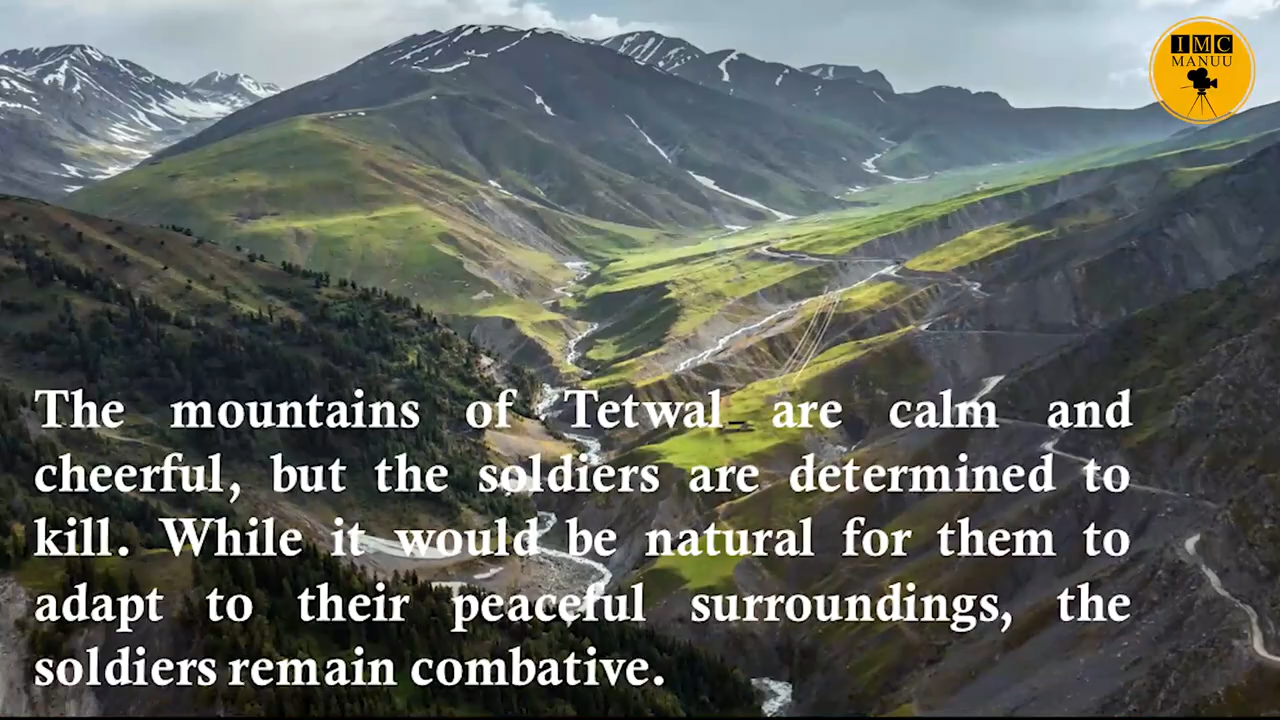 IMC
MANUU
The mountains of Tetwal are calm and
cheerful, but the soldiers are determined to
kill. While it would be natural for them to
adapt to their peaceful surroundings, the
soldiers remain combative.